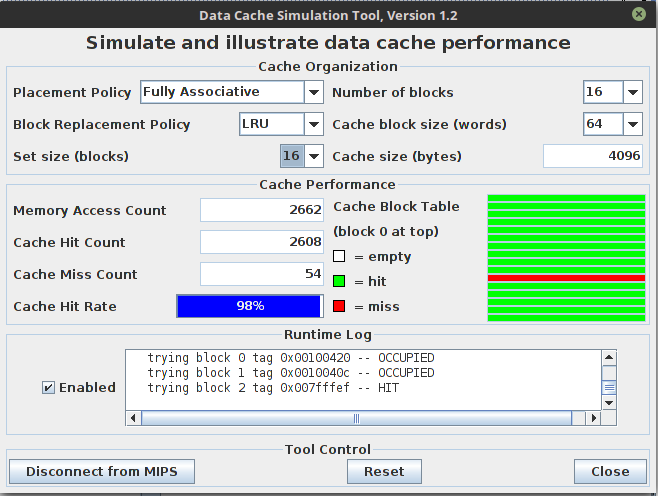 Data Cache Simulation Tool, Version 1.2
Simulate and illustrate data cache performance
Cache Organization
Placement Policy Fully Associative Number of blocks 16
Block Replacement Policy LRU Cache block size (words) 64
Set size (blocks) 16 Cache size (bytes) 4096
Cache Performance
Memory Access Count 2662 Cache Block Table
(block 0 at top)
Cache Hit Count 2608
= empty
Cache Miss Count 54
= hit
Cache Hit Rate 98% = miss
Runtime Log
Enabled
trying block 0 tag 0x00100420 -- OCCUPIED
trying block 1 tag 0x0010040c -- OCCUPIED
trying block 2 tag 0x007fffef -- HIT
Tool Control
Disconnect from MIPS Reset Close